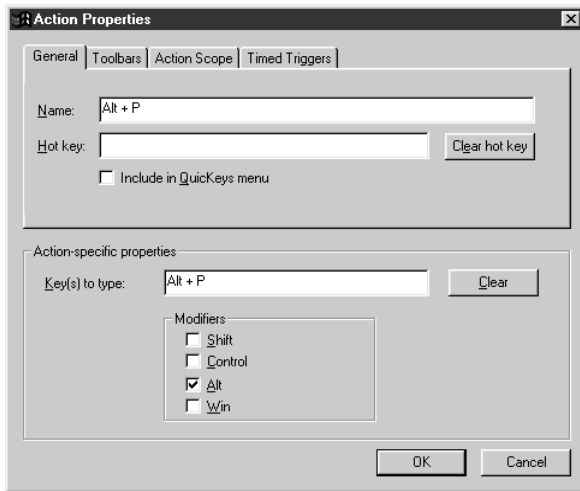 Action Properties
General Toolbars Action Scope Timed Triggers
Name: Alt + P
Hot key: Clear hot key
Include in QuicKeys menu
Action-specific properties
Key(s) to type: Alt + P Clear
Modifiers
Shift
Control
Alt
Win
OK Cancel